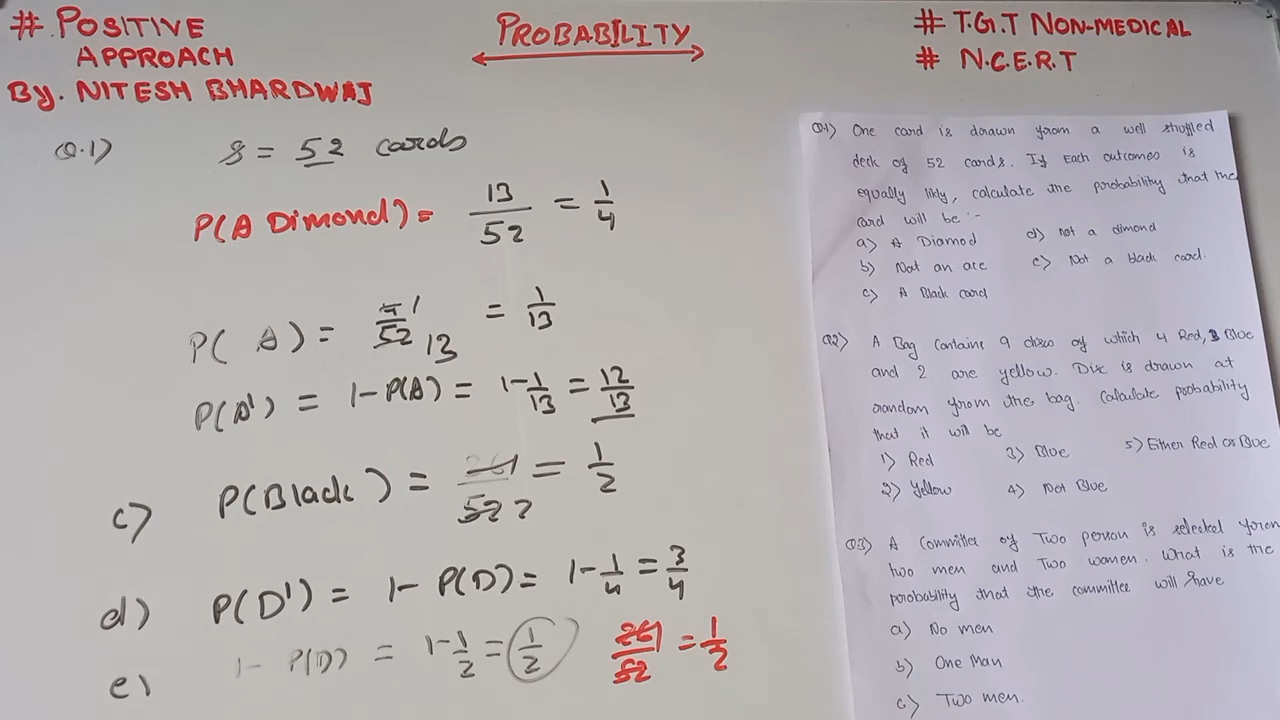 # POSITIVE
APPROACH
By. NITESH BHARDWAJ
PROBABILITY
# T.G.T NON-MEDICAL
# N.C.E.R.T
Q.1) S = 52 cards
P(A Dimond) = 13/52 = 1/4
P( A) = 4 1/52 13 = 1/13
P(A') = 1-P(A) = 1-1/13 = 12/13
c) P(Black) = 26 1/52 2 = 1/2
d) P(D') = 1- P(D) = 1-1/4 = 3/4
e) 1- P(D) = 1-1/2 = 1/2 26 1/52 = 1/2
Q1) One card is drawn from a well shuffled
deck of 52 cards. If Each outcomes is
equally likly, calculate the probability that the
card will be :-
a) A Diamod d) Not a dimond
b) Not an ace e) Not a black card.
c) A Black card
Q2) A Bag containe 9 discs of which 4 Red, 3 Blue
and 2 are yellow. Disc is drawn at
random from the bag. Calculate probability
that it will be
1) Red 3) Blue 5) Either Red or Blue
2) Yellow 4) Not Blue
Q3) A Committee of Two person is selected from
two men and Two women. What is the
probability that the committee will have
a) No men
b) One Man
c) Two men.